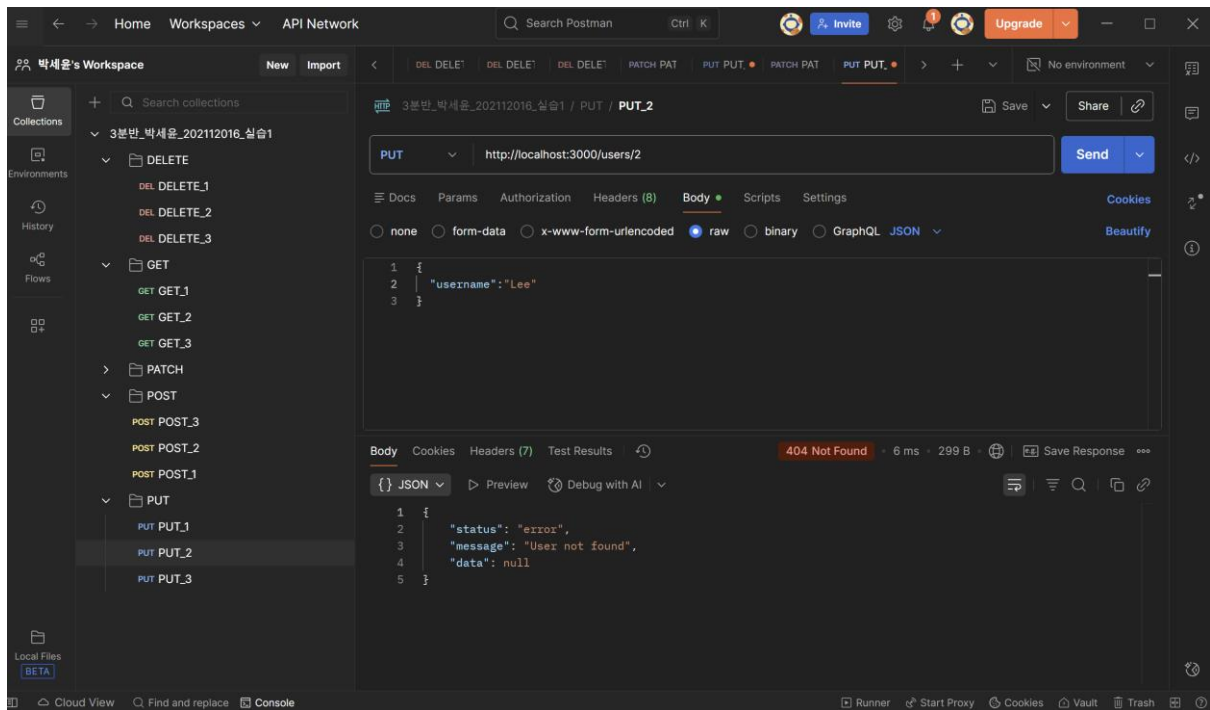 Home Workspaces API Network Search Postman Ctrl K Invite 1 Upgrade
박세윤's Workspace New Import DEL DELET DEL DELET DEL DELET PATCH PAT PUT PUT_ PATCH PAT PUT PUT_ No environment
Collections
Environments
History
Flows
Local Files
BETA
Search collections
3분반_박세윤_202112016_실습1
DELETE
DEL DELETE_1
DEL DELETE_2
DEL DELETE_3
GET
GET GET_1
GET GET_2
GET GET_3
PATCH
POST
POST POST_3
POST POST_2
POST POST_1
PUT
PUT PUT_1
PUT PUT_2
PUT PUT_3
HTTP 3분반_박세윤_202112016_실습1 / PUT / PUT_2 Save Share
PUT http://localhost:3000/users/2 Send
Docs Params Authorization Headers (8) Body Scripts Settings Cookies
none form-data x-www-form-urlencoded raw binary GraphQL JSON Beautify
1 {
2 "username":"Lee"
3 }
Body Cookies Headers (7) Test Results 404 Not Found 6 ms 299 B e.g. Save Response
{} JSON Preview Debug with AI
1 {
2 "status": "error",
3 "message": "User not found",
4 "data": null
5 }
Cloud View Find and replace Console Runner Start Proxy Cookies Vault Trash